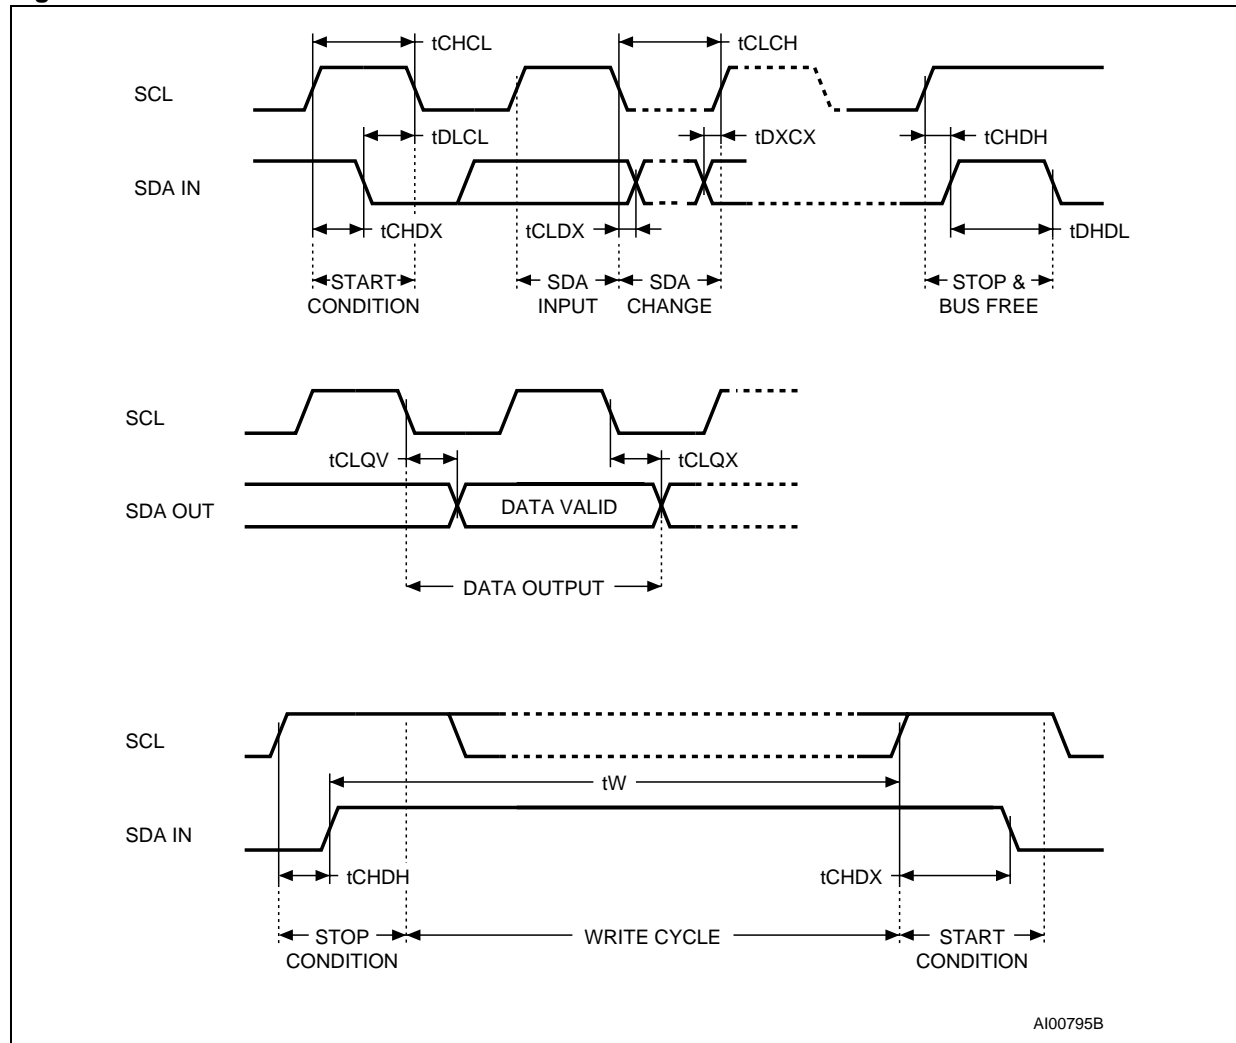 tCHCL
tCLCH
SCL
tDLCL
tDXCX
tCHDH
SDA IN
tCHDX
tCLDX
tDHDL
START
CONDITION
SDA
INPUT
SDA
CHANGE
STOP &
BUS FREE
SCL
tCLQV
tCLQX
SDA OUT
DATA VALID
DATA OUTPUT
SCL
tW
SDA IN
tCHDH
tCHDX
STOP
CONDITION
WRITE CYCLE
START
CONDITION
AI00795B